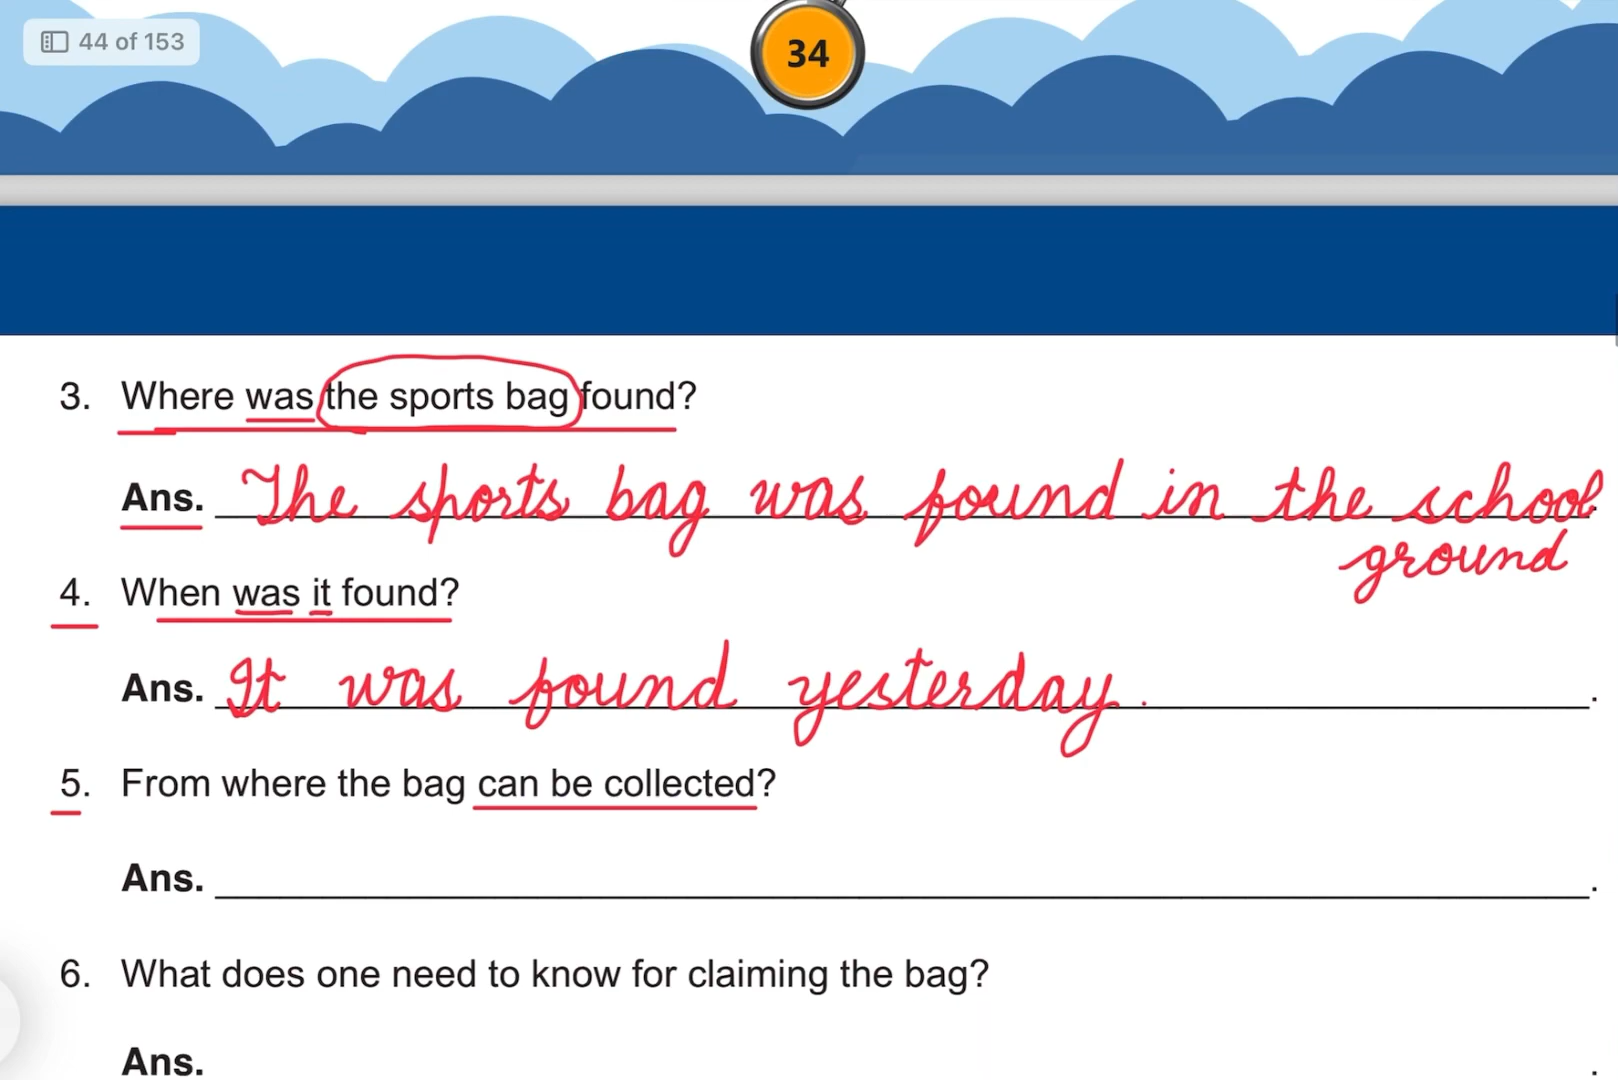 44 of 153
34
3. Where was the sports bag found?
Ans. The sports bag was found in the school
ground
4. When was it found?
Ans. It was found yesterday.
5. From where the bag can be collected?
Ans. .
6. What does one need to know for claiming the bag?
Ans. .